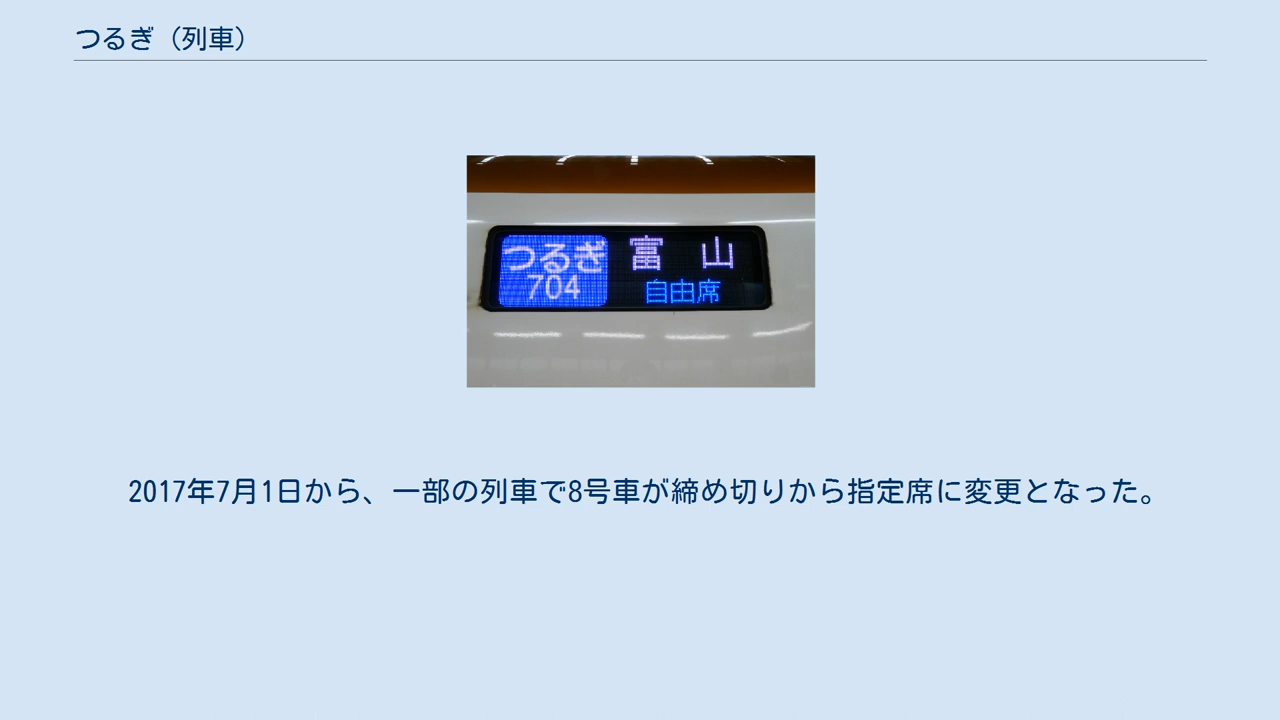 つるぎ（列車）
つるぎ 富山
704 自由席
2017年7月1日から、一部の列車で8号車が締め切りから指定席に変更となった。